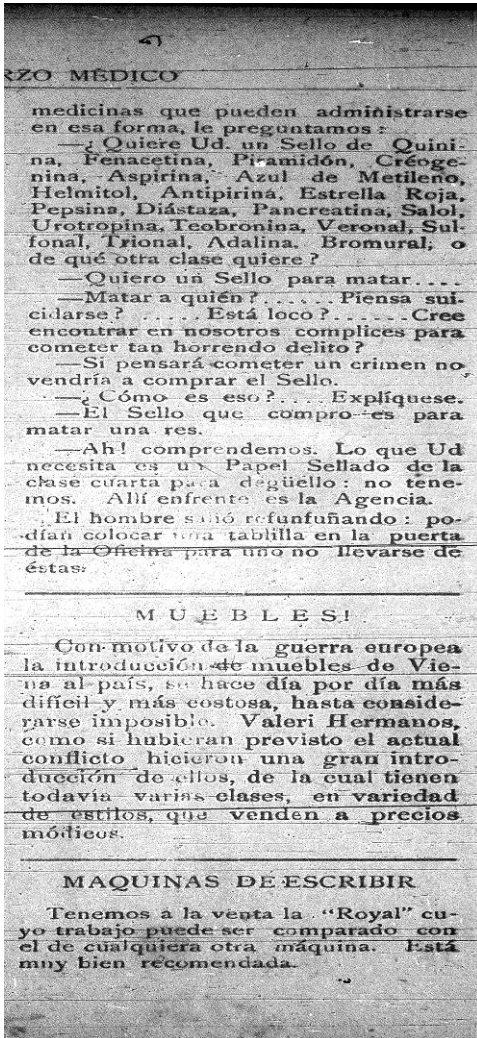 RZO MÉDICO
medicinas que pueden administrarse
en esa forma, le preguntamos :
—¿ Quiere Ud. un Sello de Quini-
na, Fenacetina, Piramidón, Créoge-
nina, Aspirina, Azul de Metileno,
Helmitol, Antipirina, Estrella Roja,
Pepsina, Diástaza, Pancreatina, Salol,
Urotropina, Teobronina, Veronal, Sul-
fonal, Trional, Adalina. Bromural; o
de qué otra clase quiere ?
—Quiero un Sello para matar....
—Matar a quién ?...... Piensa sui-
cidarse ? ..... Está loco ?...... Cree
encontrar en nosotros complices para
cometer tan horrendo delito ?
—Si pensará cometer un crimen no
vendría a comprar el Sello.
—¿ Cómo es eso ?.... Explíquese.
—El Sello que compro es para
matar una res.
—Ah! comprendemos. Lo que Ud
necesita es un Papel Sellado de la
clase cuarta para degüello : no tene-
mos. Allí enfrente es la Agencia.
El hombre salió refunfuñando : po-
dían colocar una tablilla en la puerta
de la Oficina para uno no llevarse de
éstas.
MUEBLES!
Con motivo de la guerra europea
la introducción de muebles de Vie-
na al país, se hace día por día más
difícil y más costosa, hasta conside-
rarse imposible. Valeri Hermanos,
como si hubieran previsto el actual
conflicto hicieron una gran intro-
ducción de ellos, de la cual tienen
todavía varias clases, en variedad
de estilos, que venden a precios
módicos.
MAQUINAS DE ESCRIBIR
Tenemos a la venta la "Royal" cu-
yo trabajo puede ser comparado con
el de cualquiera otra máquina. Está
muy bien recomendada.